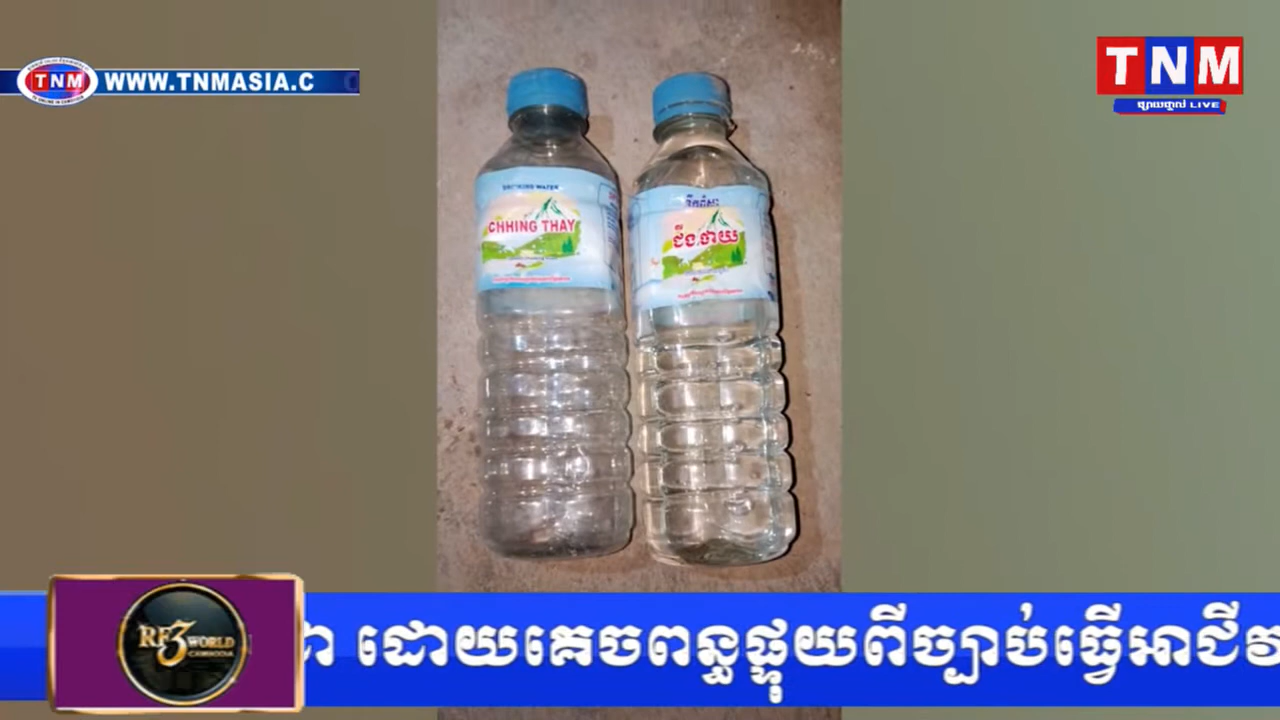 TNM
WWW.TNMASIA.C
TNM
ផ្សាយផ្ទាល់ LIVE
DRINKING WATER
CHHING THAY
ទឹកពិសា
ជីង.ថាយ
RF3 WORLD
CAMBODIA
ដោយគេចពន្ធផ្ទុយពីច្បាប់ធ្វើអាជីវ